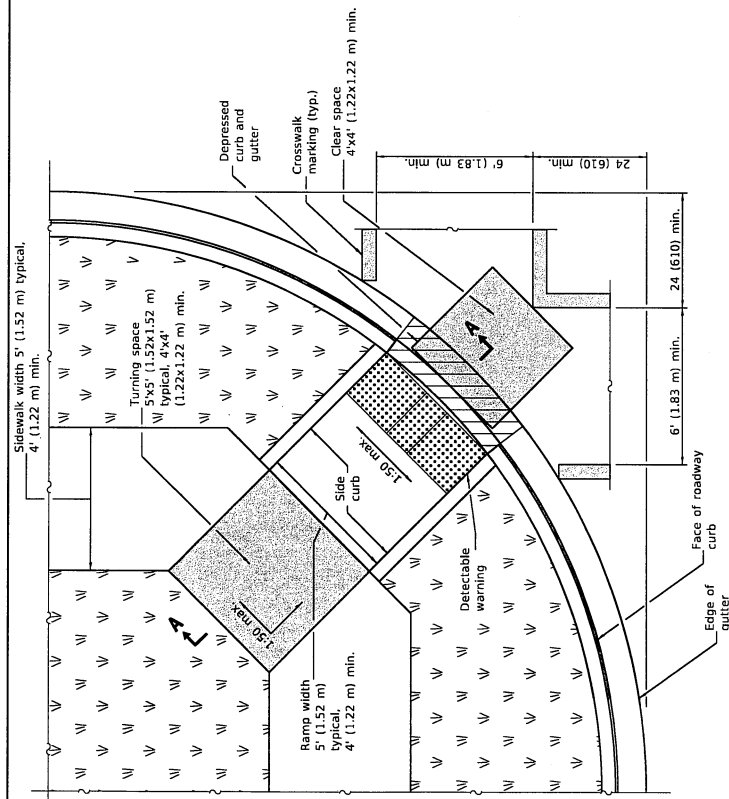 Sidewalk width 5' (1.52 m) typical,
4' (1.22 m) min.
Turning space
5'x5' (1.52x1.52 m)
typical, 4'x4'
(1.22x1.22 m) min.
Depressed
curb and
gutter
Crosswalk
marking (typ.)
Clear space
4'x4' (1.22x1.22 m) min.
6' (1.83 m) min.
24 (610) min.
A
A
1:50 max.
1:50 max.
Side
curb
Ramp width
5' (1.52 m)
typical,
4' (1.22 m) min.
Detectable
warning
24 (610) min.
6' (1.83 m) min.
Face of roadway
curb
Edge of
gutter